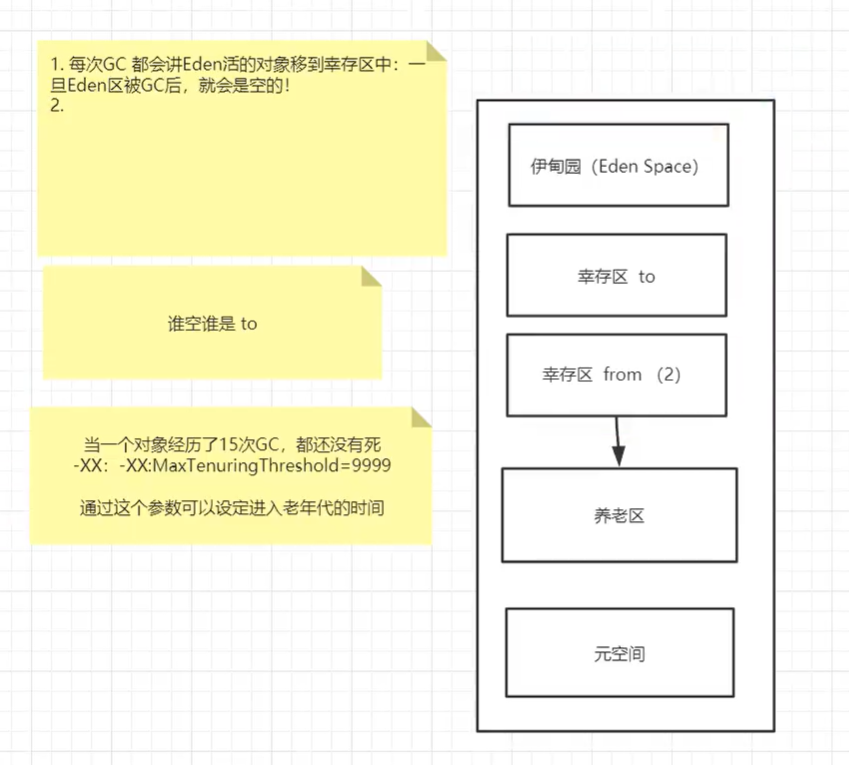 1. 每次GC 都会讲Eden活的对象移到幸存区中：一
旦Eden区被GC后，就会是空的！
2.
谁空谁是 to
当一个对象经历了15次GC，都还没有死
-XX：-XX:MaxTenuringThreshold=9999
通过这个参数可以设定进入老年代的时间
伊甸园（Eden Space）
幸存区 to
幸存区 from （2）
养老区
元空间